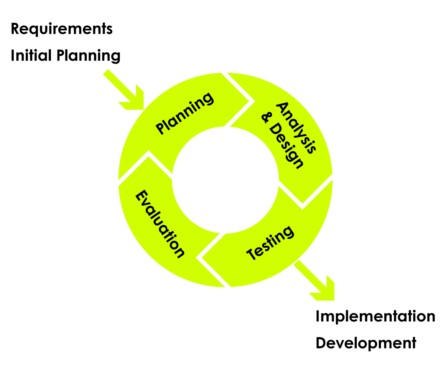 Requirements
Initial Planning
Planning
Analysis
& Design
Testing
Evaluation
Implementation
Development